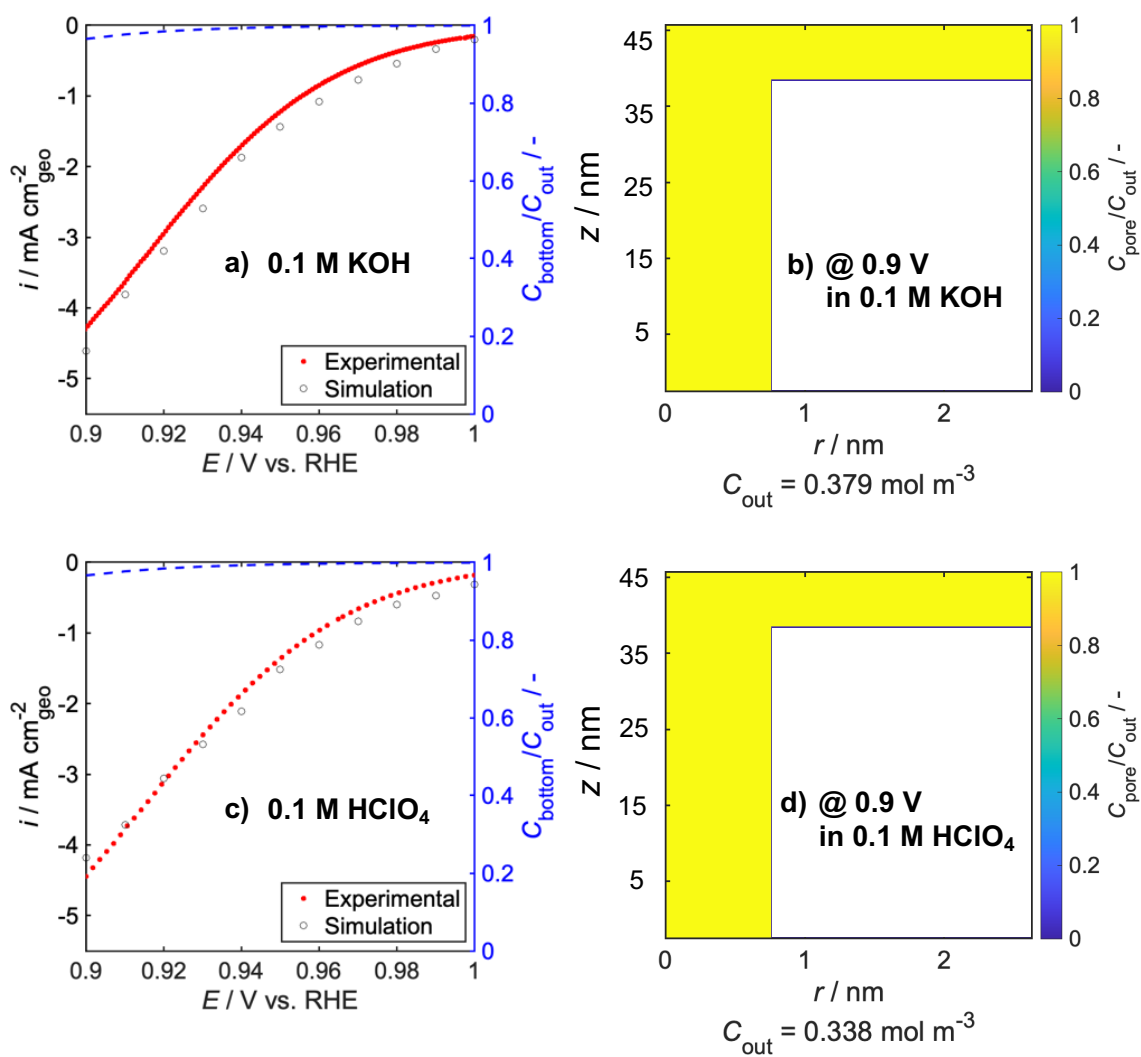 0
-1
-2
-3
-4
-5
i / mA cm⁻²geo
a) 0.1 M KOH
Experimental
Simulation
0.9 0.92 0.94 0.96 0.98 1
E / V vs. RHE
1
0.8
0.6
0.4
0.2
0
Cbottom/Cout / -
45
35
25
15
5
z / nm
b) @ 0.9 V
in 0.1 M KOH
0 1 2
r / nm
Cout = 0.379 mol m⁻³
1
0.8
0.6
0.4
0.2
0
Cpore/Cout / -
0
-1
-2
-3
-4
-5
i / mA cm⁻²geo
c) 0.1 M HClO₄
Experimental
Simulation
0.9 0.92 0.94 0.96 0.98 1
E / V vs. RHE
1
0.8
0.6
0.4
0.2
0
Cbottom/Cout / -
45
35
25
15
5
z / nm
d) @ 0.9 V
in 0.1 M HClO₄
0 1 2
r / nm
Cout = 0.338 mol m⁻³
1
0.8
0.6
0.4
0.2
0
Cpore/Cout / -